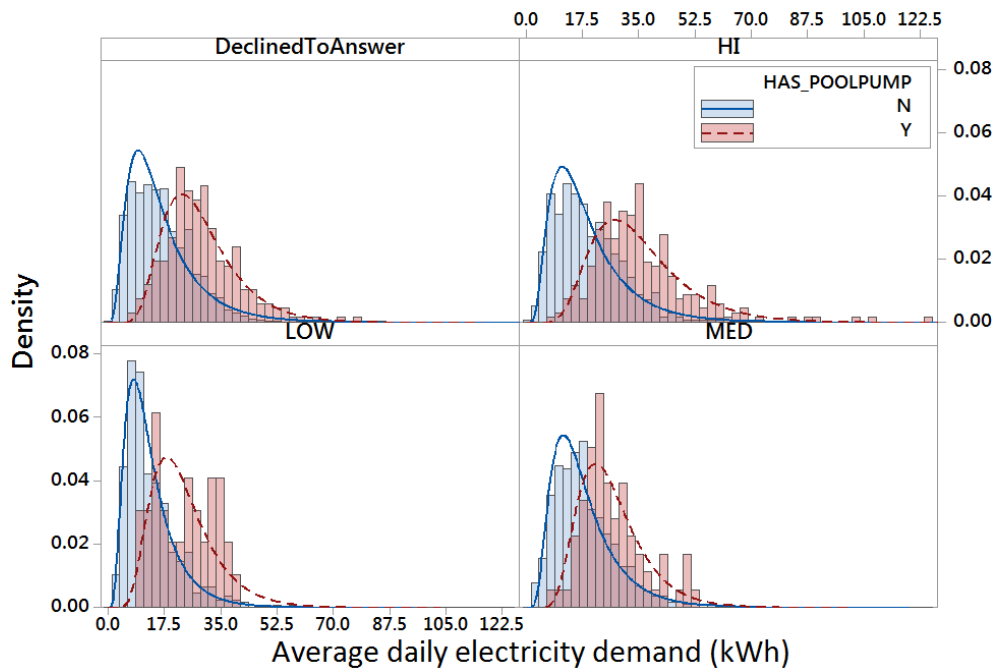 0.0 17.5 35.0 52.5 70.0 87.5 105.0 122.5
DeclinedToAnswer HI
HAS_POOLPUMP
N
Y
0.08
0.06
0.04
0.02
0.00
Density
LOW MED
0.08
0.06
0.04
0.02
0.00
0.0 17.5 35.0 52.5 70.0 87.5 105.0 122.5
Average daily electricity demand (kWh)